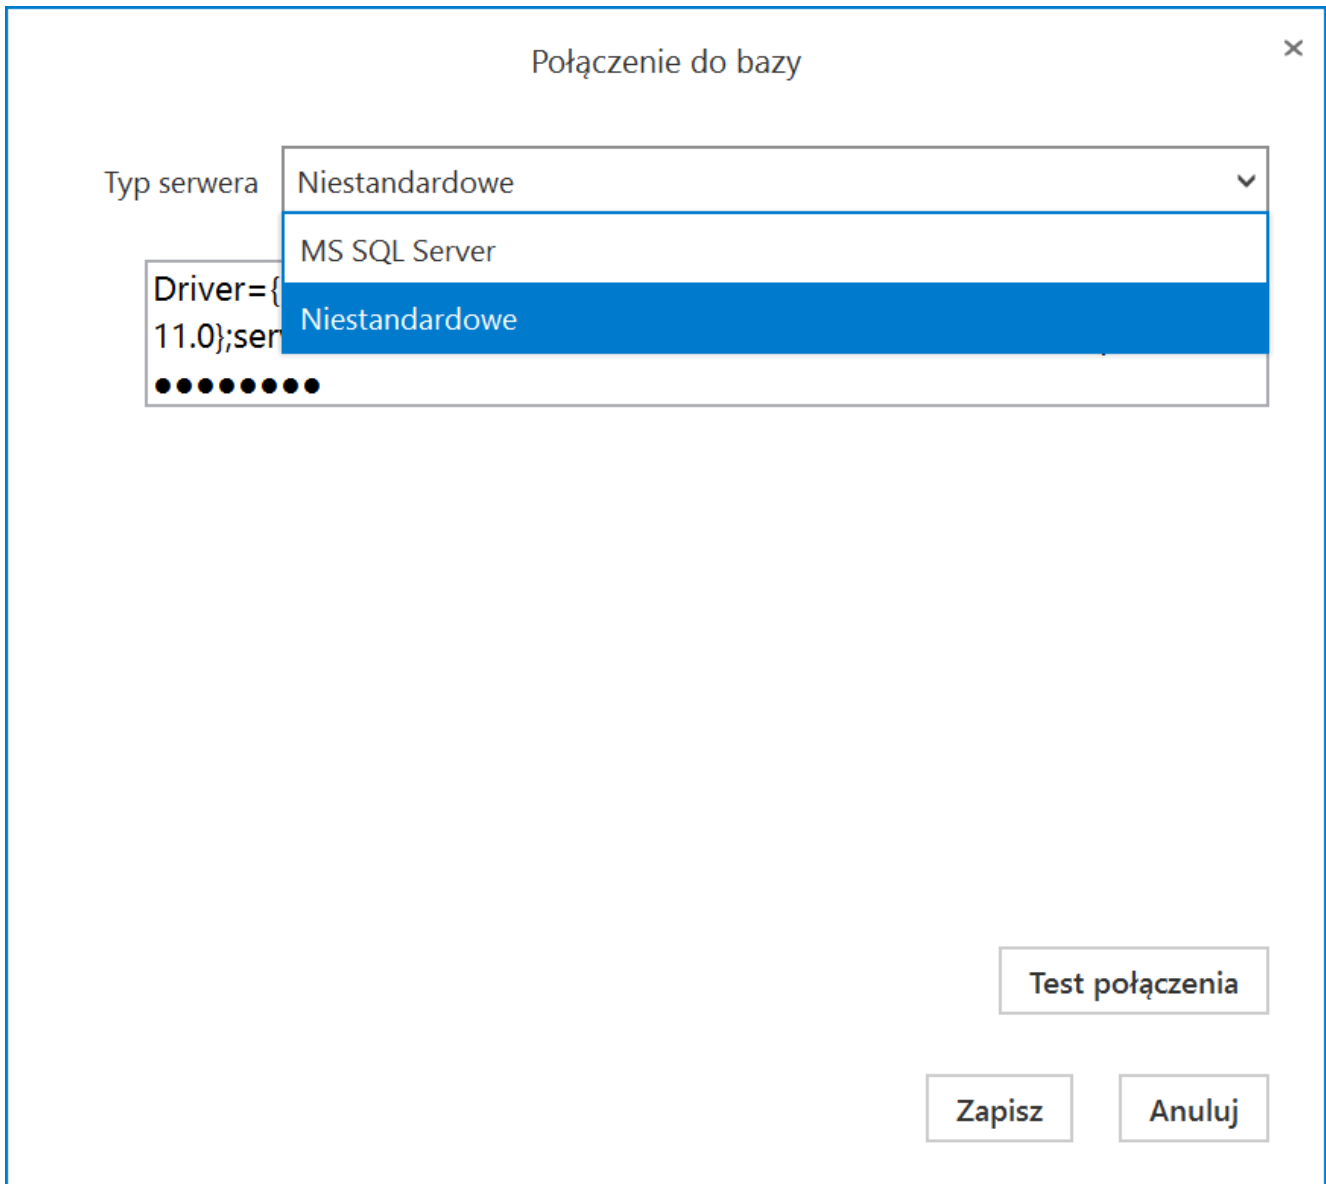 Połączenie do bazy
Typ serwera
Niestandardowe
MS SQL Server
Niestandardowe
Driver={
11.0};ser
●●●●●●●●
Test połączenia
Zapisz
Anuluj